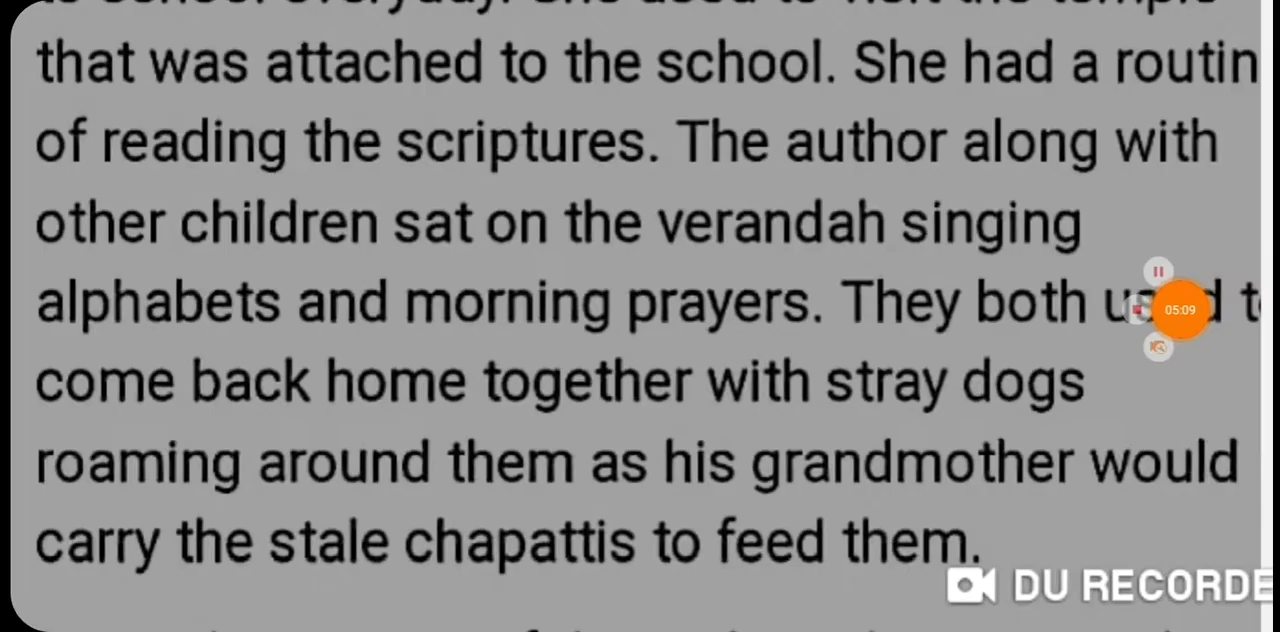 that was attached to the school. She had a routin
of reading the scriptures. The author along with
other children sat on the verandah singing
alphabets and morning prayers. They both used
05:09
come back home together with stray dogs
roaming around them as his grandmother would
carry the stale chapattis to feed them.
DU RECORDE